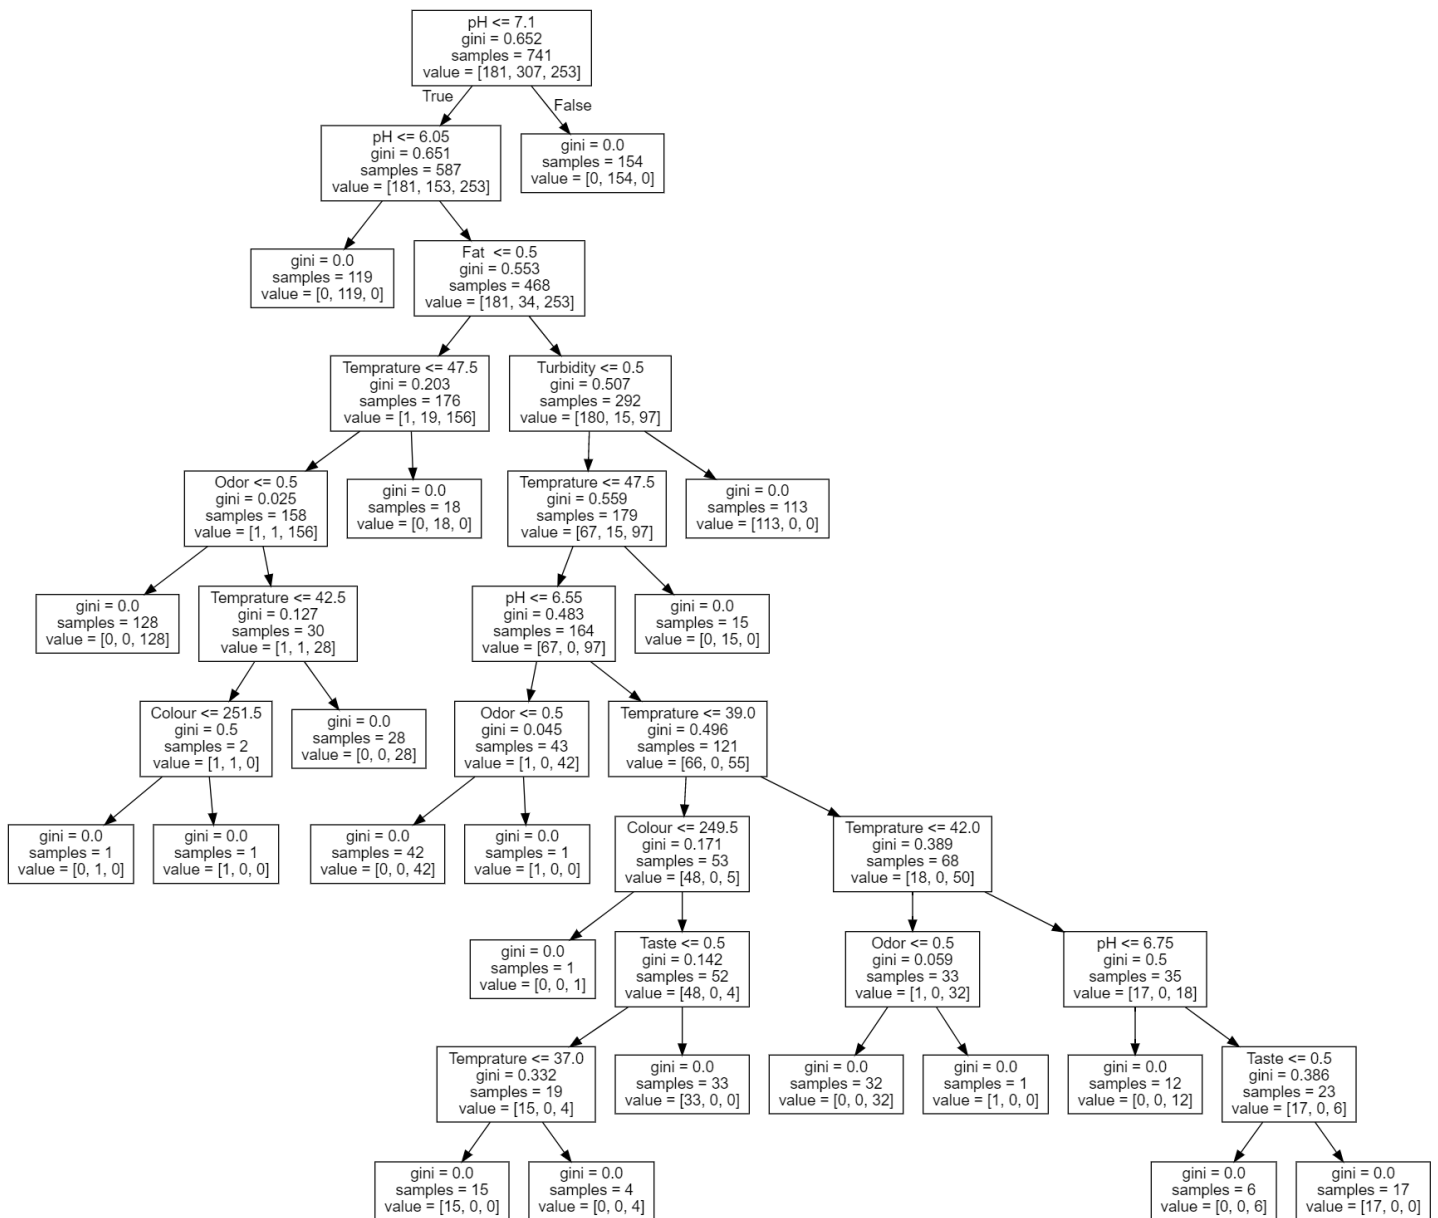 pH <= 7.1
gini = 0.652
samples = 741
value = [181, 307, 253]
True
False
pH <= 6.05
gini = 0.651
samples = 587
value = [181, 153, 253]
gini = 0.0
samples = 154
value = [0, 154, 0]
gini = 0.0
samples = 119
value = [0, 119, 0]
Fat  <= 0.5
gini = 0.553
samples = 468
value = [181, 34, 253]
Temprature <= 47.5
gini = 0.203
samples = 176
value = [1, 19, 156]
Turbidity <= 0.5
gini = 0.507
samples = 292
value = [180, 15, 97]
Odor <= 0.5
gini = 0.025
samples = 158
value = [1, 1, 156]
gini = 0.0
samples = 18
value = [0, 18, 0]
Temprature <= 47.5
gini = 0.559
samples = 179
value = [67, 15, 97]
gini = 0.0
samples = 113
value = [113, 0, 0]
gini = 0.0
samples = 128
value = [0, 0, 128]
Temprature <= 42.5
gini = 0.127
samples = 30
value = [1, 1, 28]
pH <= 6.55
gini = 0.483
samples = 164
value = [67, 0, 97]
gini = 0.0
samples = 15
value = [0, 15, 0]
Colour <= 251.5
gini = 0.5
samples = 2
value = [1, 1, 0]
gini = 0.0
samples = 28
value = [0, 0, 28]
Odor <= 0.5
gini = 0.045
samples = 43
value = [1, 0, 42]
Temprature <= 39.0
gini = 0.496
samples = 121
value = [66, 0, 55]
gini = 0.0
samples = 1
value = [0, 1, 0]
gini = 0.0
samples = 1
value = [1, 0, 0]
gini = 0.0
samples = 42
value = [0, 0, 42]
gini = 0.0
samples = 1
value = [1, 0, 0]
Colour <= 249.5
gini = 0.171
samples = 53
value = [48, 0, 5]
Temprature <= 42.0
gini = 0.389
samples = 68
value = [18, 0, 50]
gini = 0.0
samples = 1
value = [0, 0, 1]
Taste <= 0.5
gini = 0.142
samples = 52
value = [48, 0, 4]
Odor <= 0.5
gini = 0.059
samples = 33
value = [1, 0, 32]
pH <= 6.75
gini = 0.5
samples = 35
value = [17, 0, 18]
Temprature <= 37.0
gini = 0.332
samples = 19
value = [15, 0, 4]
gini = 0.0
samples = 33
value = [33, 0, 0]
gini = 0.0
samples = 32
value = [0, 0, 32]
gini = 0.0
samples = 1
value = [1, 0, 0]
gini = 0.0
samples = 12
value = [0, 0, 12]
Taste <= 0.5
gini = 0.386
samples = 23
value = [17, 0, 6]
gini = 0.0
samples = 15
value = [15, 0, 0]
gini = 0.0
samples = 4
value = [0, 0, 4]
gini = 0.0
samples = 6
value = [0, 0, 6]
gini = 0.0
samples = 17
value = [17, 0, 0]